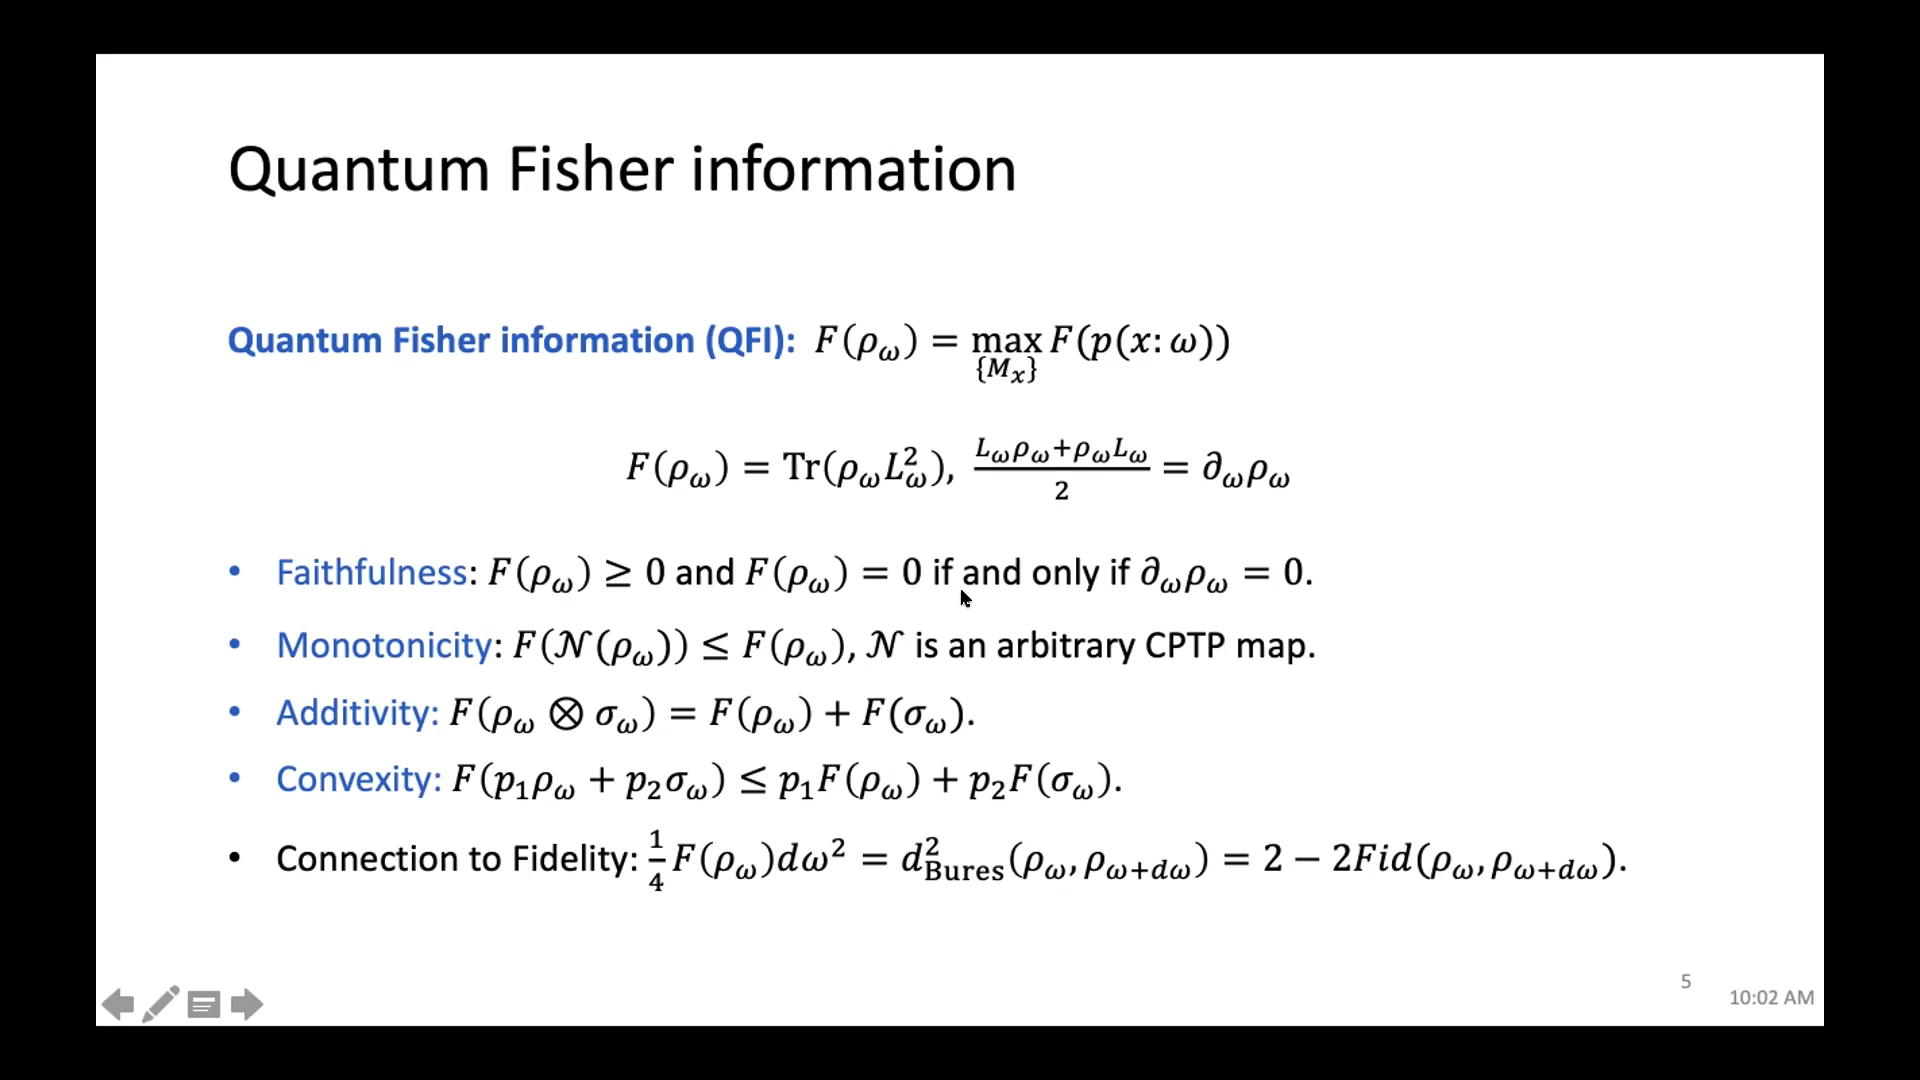 Quantum Fisher information
Quantum Fisher information (QFI): F(ρ_ω) = max_{M_x} F(p(x:ω))
F(ρ_ω) = Tr(ρ_ω L_ω^2), (L_ω ρ_ω + ρ_ω L_ω)/2 = ∂_ω ρ_ω
• Faithfulness: F(ρ_ω) ≥ 0 and F(ρ_ω) = 0 if and only if ∂_ω ρ_ω = 0.
• Monotonicity: F(𝒩(ρ_ω)) ≤ F(ρ_ω), 𝒩 is an arbitrary CPTP map.
• Additivity: F(ρ_ω ⊗ σ_ω) = F(ρ_ω) + F(σ_ω).
• Convexity: F(p_1 ρ_ω + p_2 σ_ω) ≤ p_1 F(ρ_ω) + p_2 F(σ_ω).
• Connection to Fidelity: 1/4 F(ρ_ω)dω^2 = d^2_Bures(ρ_ω, ρ_{ω+dω}) = 2 − 2Fid(ρ_ω, ρ_{ω+dω}).
5
10:02 AM